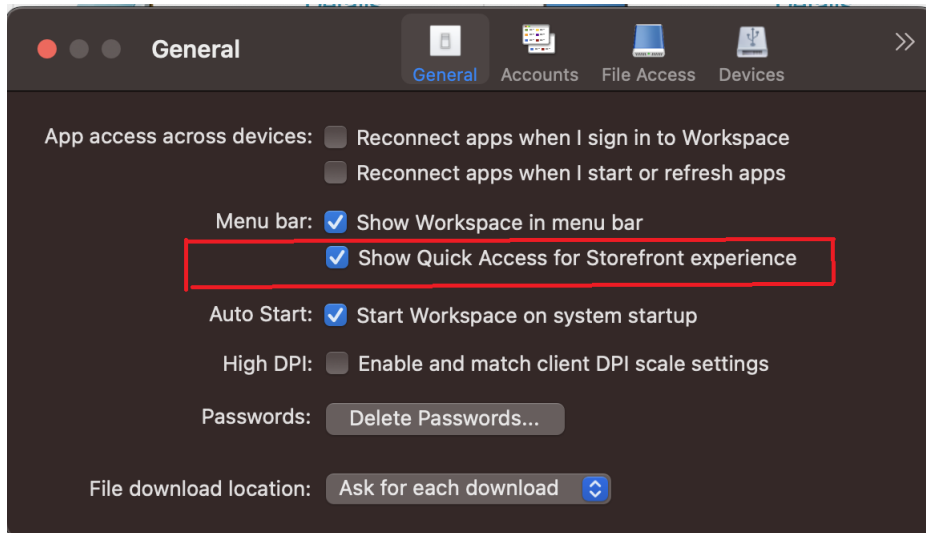 General
General
Accounts
File Access
Devices
App access across devices:
Reconnect apps when I sign in to Workspace
Reconnect apps when I start or refresh apps
Menu bar:
Show Workspace in menu bar
Show Quick Access for Storefront experience
Auto Start:
Start Workspace on system startup
High DPI:
Enable and match client DPI scale settings
Passwords:
Delete Passwords...
File download location:
Ask for each download